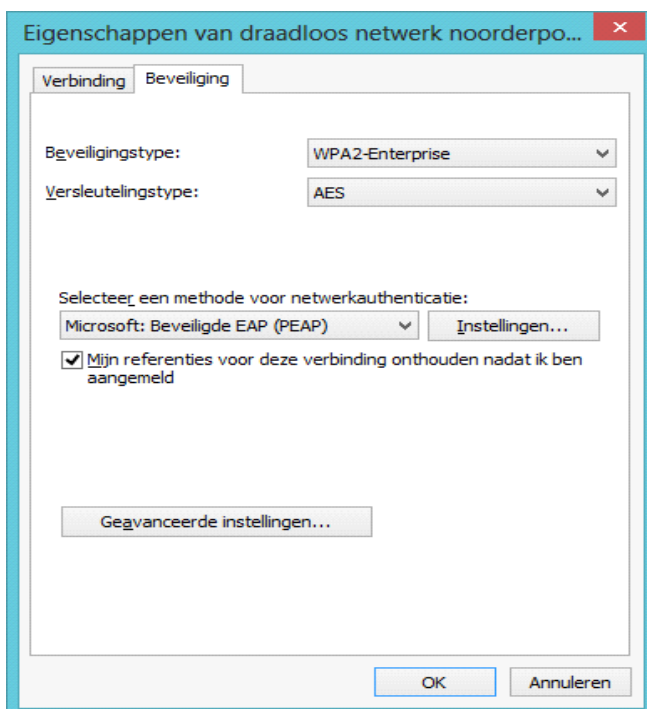 Eigenschappen van draadloos netwerk noorderpo...
Verbinding Beveiliging
Beveiligingstype: WPA2-Enterprise
Versleutelingstype: AES
Selecteer een methode voor netwerkauthenticatie:
Microsoft: Beveiligde EAP (PEAP) Instellingen...
Mijn referenties voor deze verbinding onthouden nadat ik ben
aangemeld
Geavanceerde instellingen...
OK Annuleren